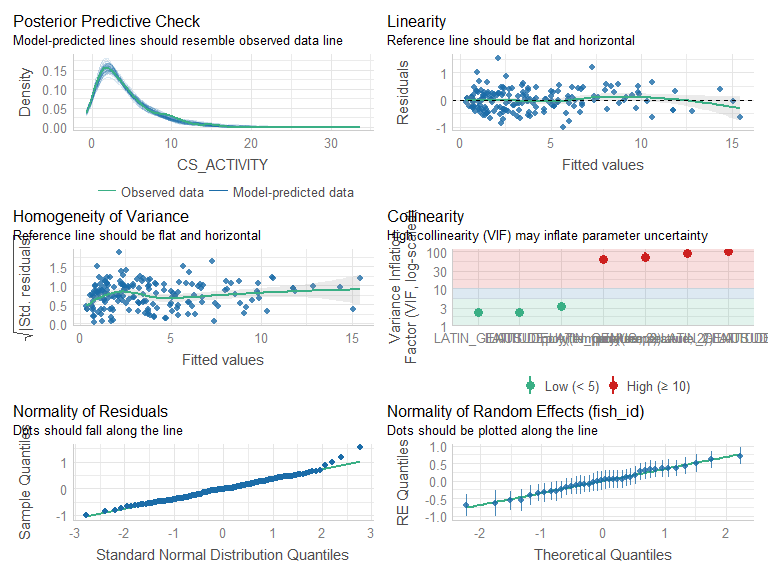 Posterior Predictive Check
Model-predicted lines should resemble observed data line
Density
0.15
0.10
0.05
0.00
0
10
20
30
CS_ACTIVITY
Observed data
Model-predicted data
Linearity
Reference line should be flat and horizontal
Residuals
1
0
-1
0
5
10
15
Fitted values
Homogeneity of Variance
Reference line should be flat and horizontal
√|Std. residuals|
1.5
1.0
0.5
0.0
0
5
10
15
Fitted values
Collinearity
High collinearity (VIF) may inflate parameter uncertainty
Variance Inflation
Factor (VIF, log-scaled)
100
30
10
3
1
Low (< 5)
High (≥ 10)
Normality of Residuals
Dots should fall along the line
Sample Quantiles
1
0
-1
-3
-2
-1
0
1
2
3
Standard Normal Distribution Quantiles
Normality of Random Effects (fish_id)
Dots should be plotted along the line
RE Quantiles
1.0
0.5
0.0
-0.5
-1.0
-2
-1
0
1
2
Theoretical Quantiles